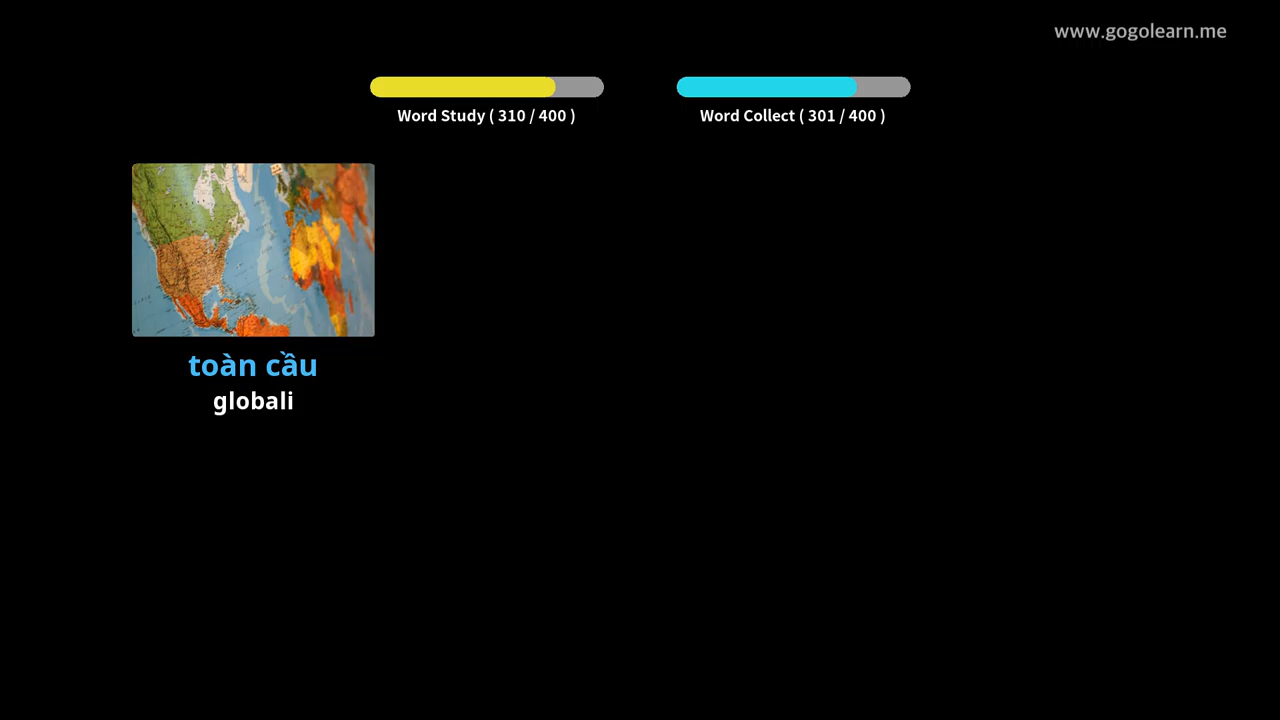 www.gogolearn.me
Word Study ( 310 / 400 )
Word Collect ( 301 / 400 )
toàn cầu
globali